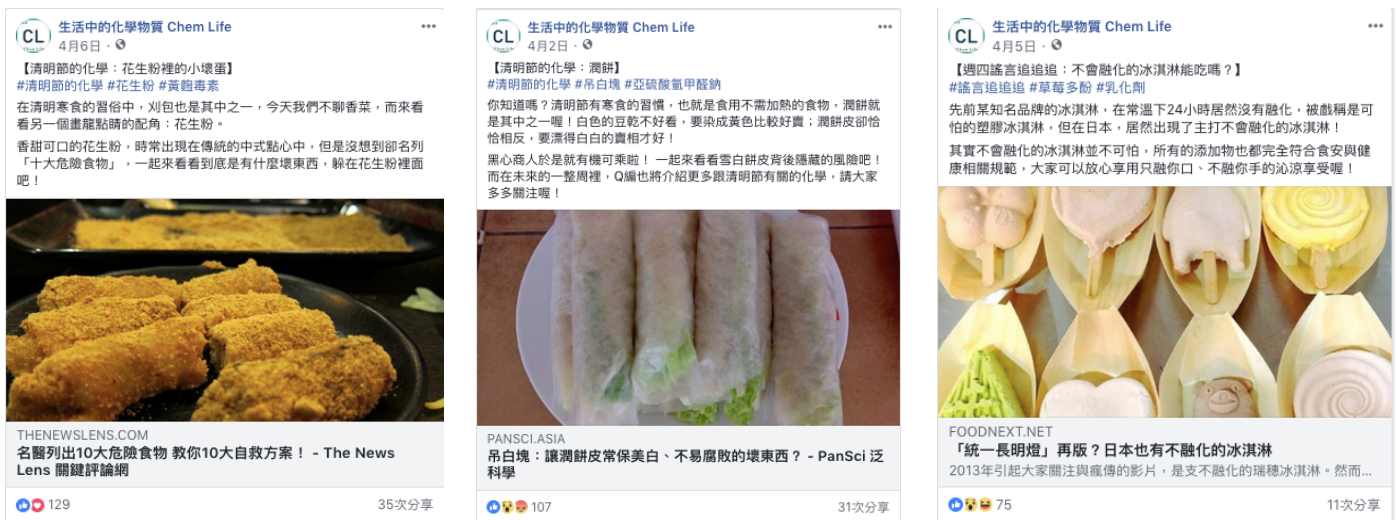 CL
Chem Life
生活中的化學物質 Chem Life
4月6日
【清明節的化學：花生粉裡的小壞蛋】
#清明節的化學 #花生粉 #黃麴毒素
在清明寒食的習俗中，刈包也是其中之一，今天我們不聊香菜，而來看
看另一個畫龍點睛的配角：花生粉。
香甜可口的花生粉，時常出現在傳統的中式點心中，但是沒想到卻名列
「十大危險食物」，一起來看看到底是有什麼壞東西，躲在花生粉裡面
吧！
THENEWSLENS.COM
名醫列出10大危險食物 教你10大自救方案！ - The News
Lens 關鍵評論網
129
35次分享
CL
Chem Life
生活中的化學物質 Chem Life
4月2日
【清明節的化學：潤餅】
#清明節的化學 #吊白塊 #亞硫酸氫甲醛鈉
你知道嗎？清明節有寒食的習慣，也就是食用不需加熱的食物，潤餅就
是其中之一喔！白色的豆乾不好看，要染成黃色比較好賣；潤餅皮卻恰
恰相反，要漂得白白的賣相才好！
黑心商人於是就有機可乘啦！ 一起來看看雪白餅皮背後隱藏的風險吧！
而在未來的一整周裡，Q編也將介紹更多跟清明節有關的化學，請大家
多多關注喔！
PANSCI.ASIA
吊白塊：讓潤餅皮常保美白、不易腐敗的壞東西？ - PanSci 泛
科學
107
31次分享
CL
Chem Life
生活中的化學物質 Chem Life
4月5日
【週四謠言追追追：不會融化的冰淇淋能吃嗎？】
#謠言追追追 #草莓多酚 #乳化劑
先前某知名品牌的冰淇淋，在常溫下24小時居然沒有融化，被戲稱是可
怕的塑膠冰淇淋，但在日本，居然出現了主打不會融化的冰淇淋！
其實不會融化的冰淇淋並不可怕，所有的添加物也都完全符合食安與健
康相關規範，大家可以放心享用只融你口、不融你手的沁涼享受喔！
FOODNEXT.NET
「統一長明燈」再版？日本也有不融化的冰淇淋
2013年引起大家關注與瘋傳的影片，是支不融化的瑞穗冰淇淋。然而...
75
11次分享